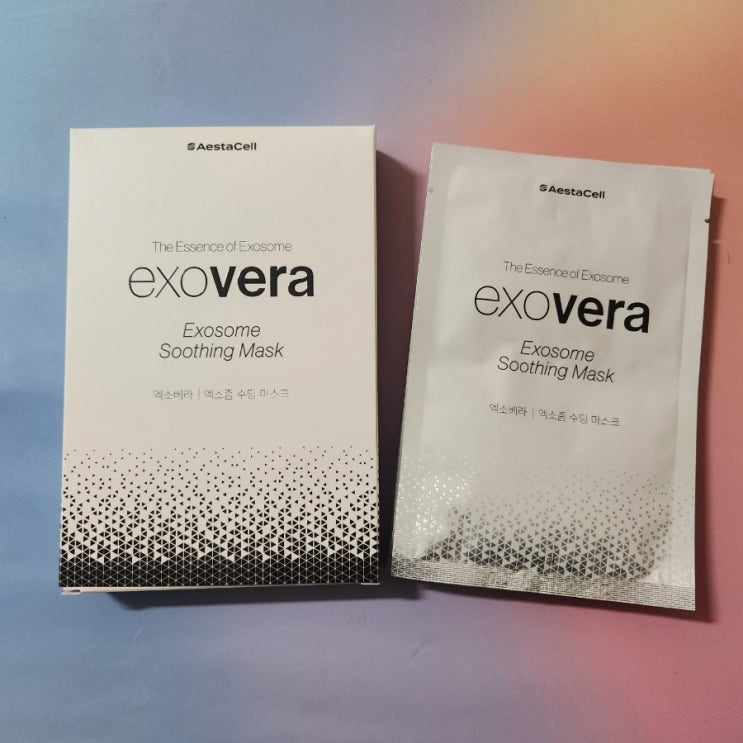 AestaCell
The Essence of Exosome
exovera
Exosome
Soothing Mask
엑소베라 | 엑소좀 수딩 마스크
AestaCell
The Essence of Exosome
exovera
Exosome
Soothing Mask
엑소베라 | 엑소좀 수딩 마스크